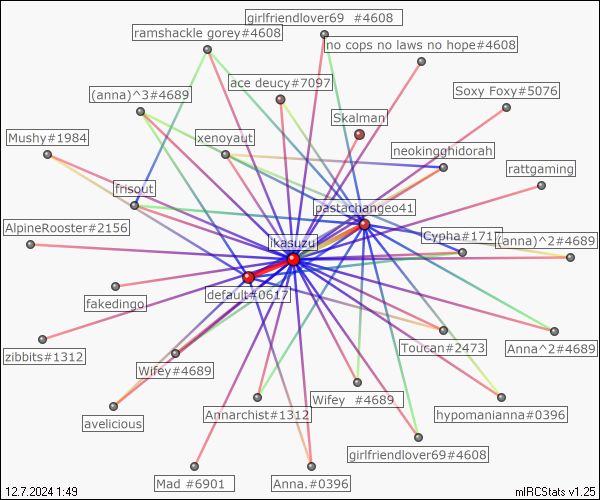 girlfriendlover69 #4608
ramshackle gorey#4608
no cops no laws no hope#4608
ace deucy#7097
Soxy Foxy#5076
(anna)^3#4689
Skalman
Mushy#1984
xenoyaut
neokingghidorah
rattgaming
frisout
pastachangeo41
AlpineRooster#2156
ikasuzu
Cypha#171
(anna)^2#4689
default#0617
fakedingo
zibbits#1312
Toucan#2473
Anna^2#4689
Wifey#4689
avelicious
Annarchist#1312
Wifey #4689
hypomanianna#0396
girlfriendlover69#4608
Mad #6901
Anna.#0396
12.7.2024 1:49
mIRCStats v1.25